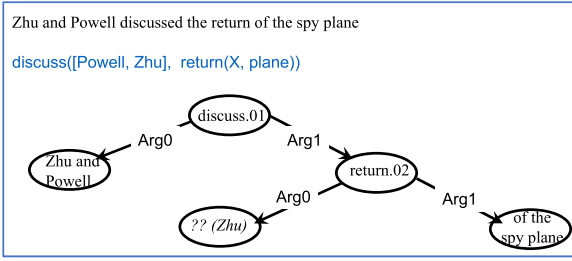 Zhu and Powell discussed the return of the spy plane
discuss([Powell, Zhu], return(X, plane))
discuss.01
Arg0
Arg1
Zhu and
Powell
return.02
Arg0
Arg1
?? (Zhu)
of the
spy plane